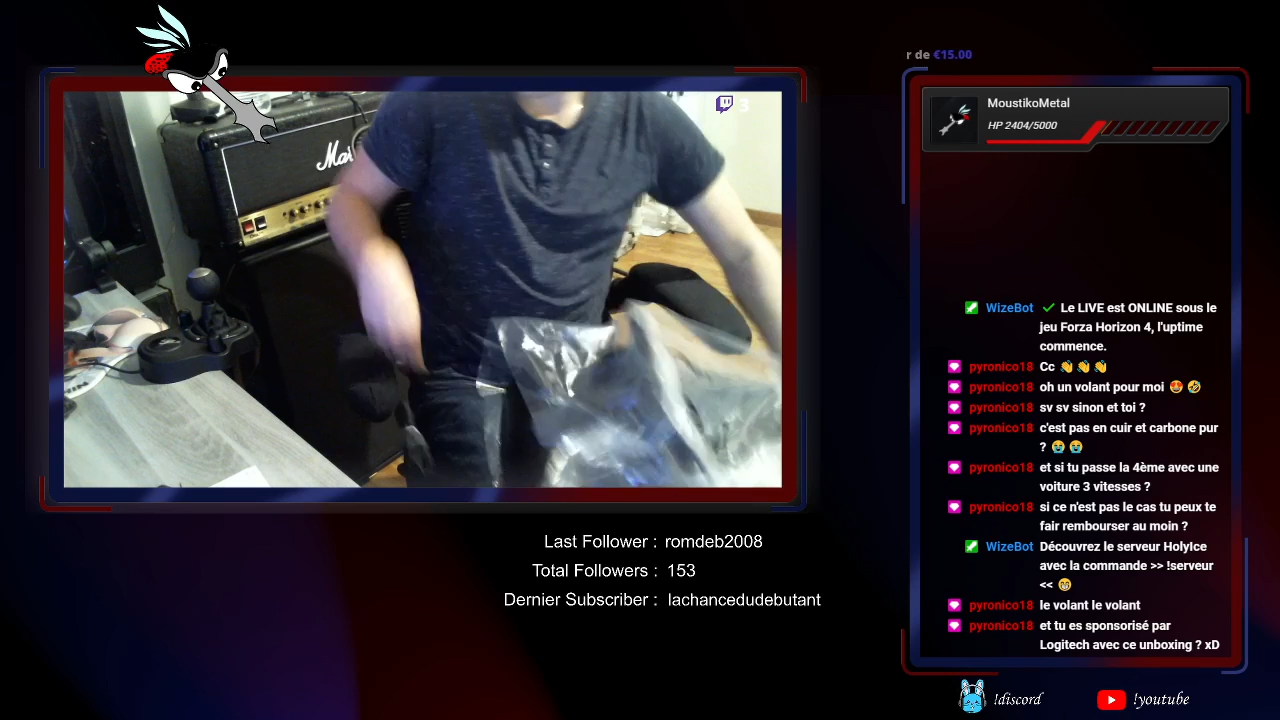 r de €15.00
3
MoustikoMetal
HP 2404/5000
Mar
WizeBot ✓ Le LIVE est ONLINE sous le
jeu Forza Horizon 4, l'uptime
commence.
pyronico18 Cc 👋 👋 👋
pyronico18 oh un volant pour moi 😍 🤣
pyronico18 sv sv sinon et toi ?
pyronico18 c'est pas en cuir et carbone pur
? 😭 😭
pyronico18 et si tu passe la 4ème avec une
voiture 3 vitesses ?
pyronico18 si ce n'est pas le cas tu peux te
fair rembourser au moin ?
WizeBot Découvrez le serveur HolyIce
avec la commande >> !serveur
<< 😁
pyronico18 le volant le volant
pyronico18 et tu es sponsorisé par
Logitech avec ce unboxing ? xD
Last Follower : romdeb2008
Total Followers : 153
Dernier Subscriber : lachancedudebutant
!discord
!youtube